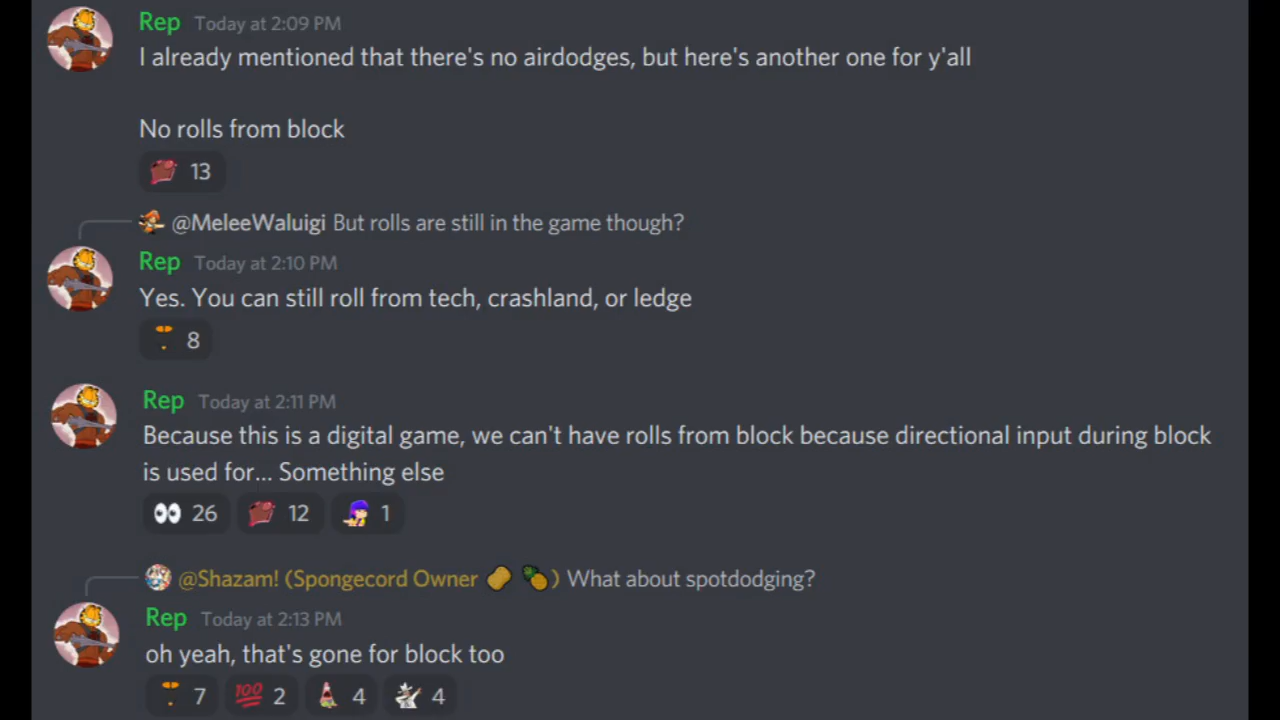 Rep Today at 2:09 PM
I already mentioned that there's no airdodges, but here's another one for y'all
No rolls from block
13
@MeleeWaluigi But rolls are still in the game though?
Rep Today at 2:10 PM
Yes. You can still roll from tech, crashland, or ledge
8
Rep Today at 2:11 PM
Because this is a digital game, we can't have rolls from block because directional input during block
is used for... Something else
26 12 1
@Shazam! (Spongecord Owner 🥔 🍍) What about spotdodging?
Rep Today at 2:13 PM
oh yeah, that's gone for block too
7 💯 2 4 4